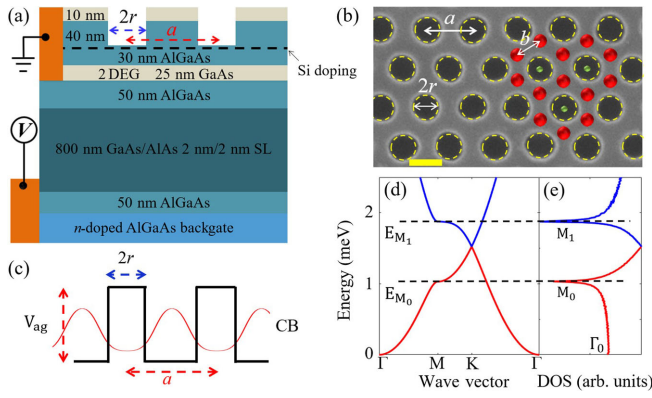 (a)
10 nm
2r
40 nm
a
30 nm AlGaAs
Si doping
2 DEG 25 nm GaAs
50 nm AlGaAs
V
800 nm GaAs/AlAs 2 nm/2 nm SL
50 nm AlGaAs
n-doped AlGaAs backgate
(b)
a
b
2r
(c)
2r
V_ag
CB
a
(d)
(e)
2
E_M₁
M₁
Energy (meV)
1
E_M₀
M₀
Γ₀
0
Γ M K Γ
Wave vector
DOS (arb. units)